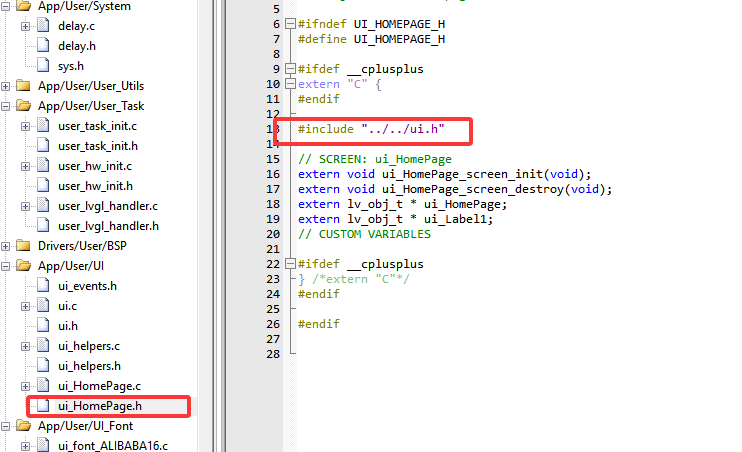 App/User/System
delay.c
delay.h
sys.h
App/User/User_Utils
App/User/User_Task
user_task_init.c
user_task_init.h
user_hw_init.c
user_hw_init.h
user_lvgl_handler.c
user_lvgl_handler.h
Drivers/User/BSP
App/User/UI
ui_events.h
ui.c
ui.h
ui_helpers.c
ui_helpers.h
ui_HomePage.c
ui_HomePage.h
App/User/UI_Font
ui_font_ALIBABA16.c
5
6 #ifndef UI_HOMEPAGE_H
7 #define UI_HOMEPAGE_H
8
9 #ifdef __cplusplus
10 extern "C" {
11 #endif
12
13 #include "../../ui.h"
14
15 // SCREEN: ui_HomePage
16 extern void ui_HomePage_screen_init(void);
17 extern void ui_HomePage_screen_destroy(void);
18 extern lv_obj_t * ui_HomePage;
19 extern lv_obj_t * ui_Label1;
20 // CUSTOM VARIABLES
21
22 #ifdef __cplusplus
23 } /*extern "C"*/
24 #endif
25
26 #endif
27
28